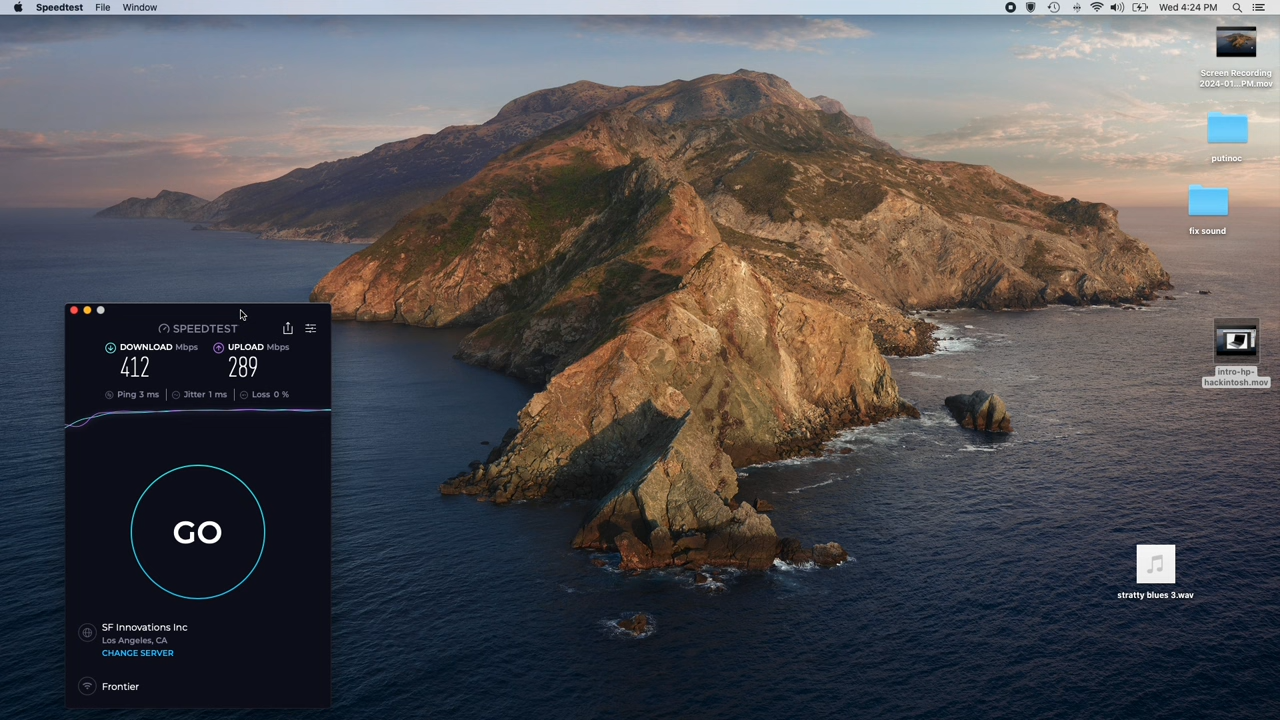 Speedtest File Window
Wed 4:24 PM
Screen Recording
2024-01...PM.mov
putinoc
fix sound
intro-hp-
hackintosh.mov
stratty blues 3.wav
SPEEDTEST
DOWNLOAD Mbps
412
UPLOAD Mbps
289
Ping 3 ms
Jitter 1 ms
Loss 0 %
GO
SF Innovations Inc
Los Angeles, CA
CHANGE SERVER
Frontier